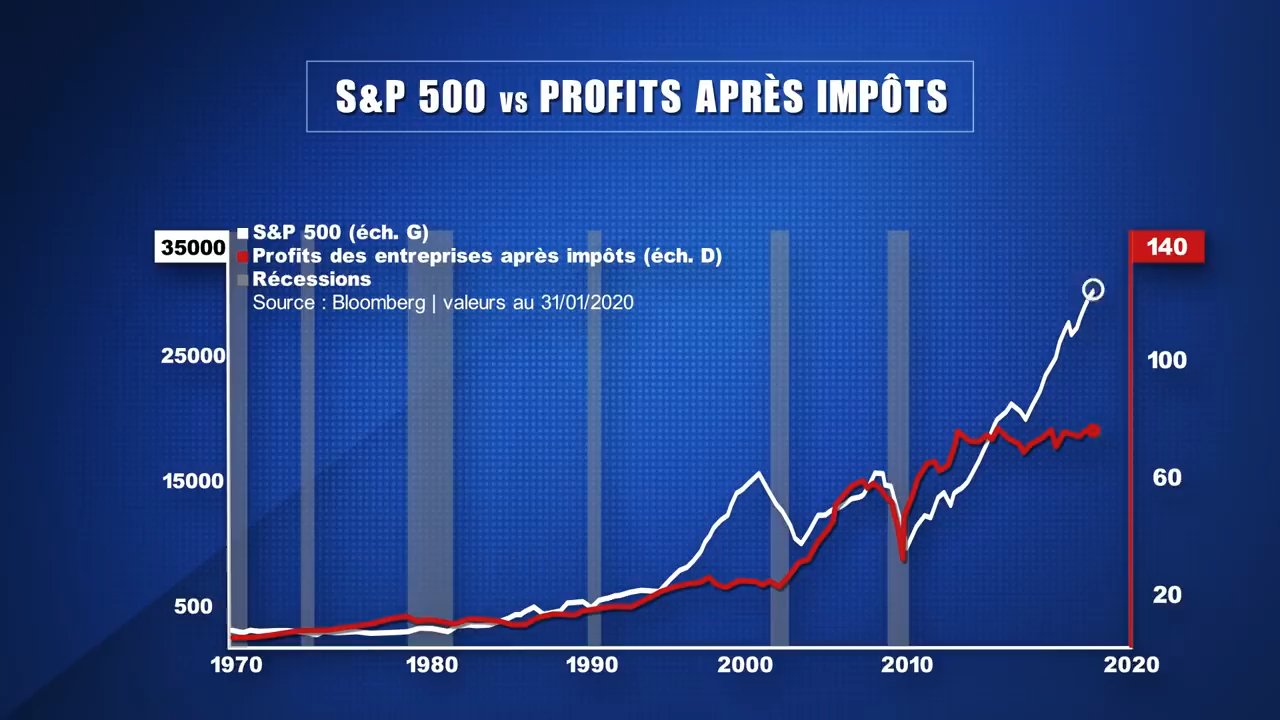 S&P 500 vs PROFITS APRÈS IMPÔTS
S&P 500 (éch. G)
Profits des entreprises après impôts (éch. D)
Récessions
Source : Bloomberg | valeurs au 31/01/2020
35000
25000
15000
500
140
100
60
20
1970 1980 1990 2000 2010 2020